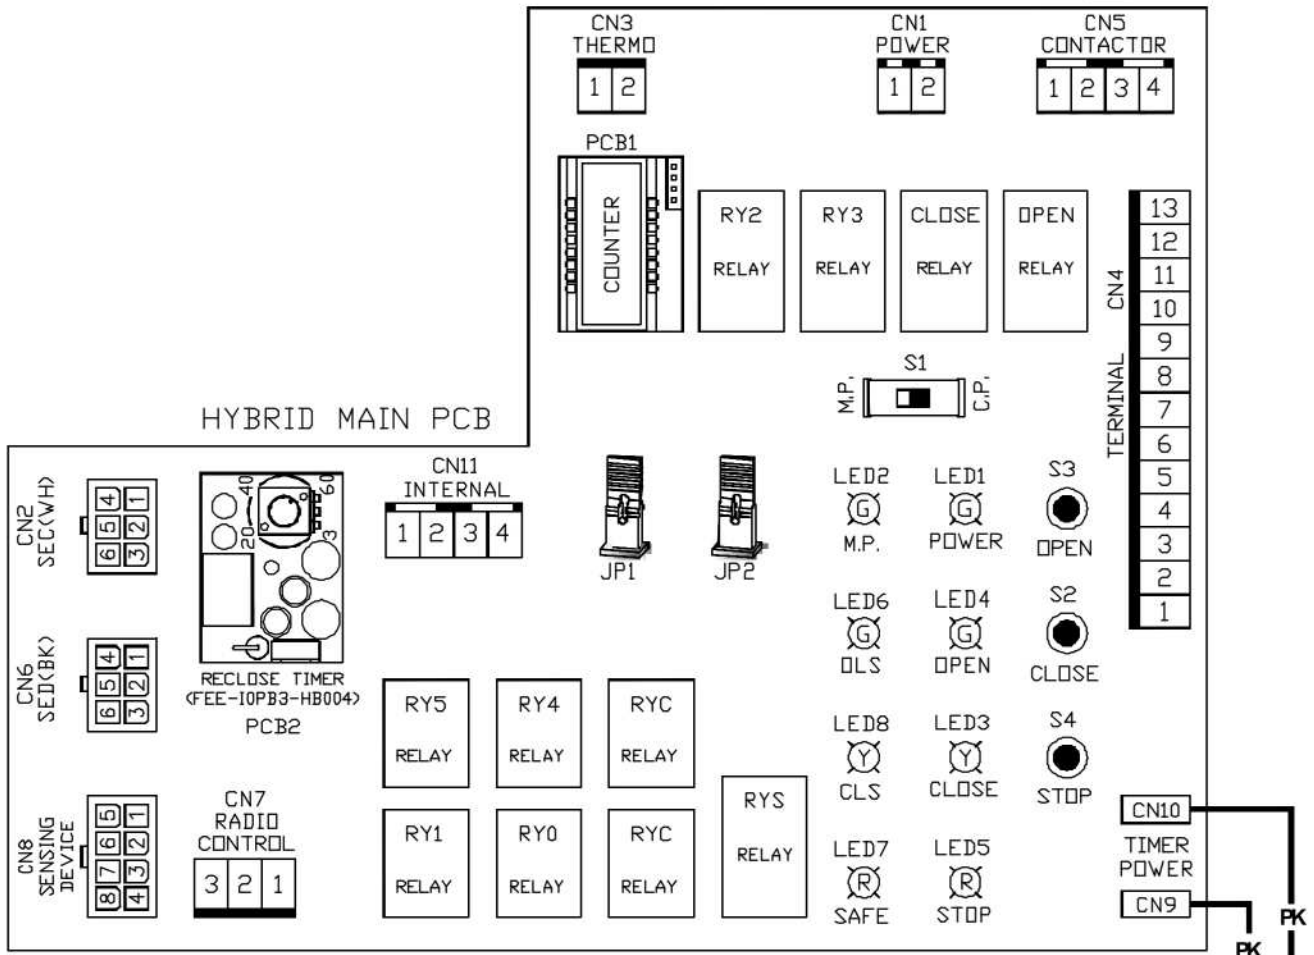 CN3
THERMO
1 2
CN1
POWER
1 2
CN5
CONTACTOR
1 2 3 4
PCB1
COUNTER
RY2
RELAY
RY3
RELAY
CLOSE
RELAY
OPEN
RELAY
TERMINAL CN4
13
12
11
10
9
8
7
6
5
4
3
2
1
S1
M.P.
C.P.
HYBRID MAIN PCB
CN2
SEC(WH)
4 1
5 2
6 3
40
60
20
3
RECLOSE TIMER
(FEE-IOPB3-HB004)
PCB2
CN11
INTERNAL
1 2 3 4
JP1
JP2
LED2
G
M.P.
LED1
G
POWER
S3
OPEN
LED6
G
OLS
LED4
G
OPEN
S2
CLOSE
LED8
Y
CLS
LED3
Y
CLOSE
S4
STOP
LED7
R
SAFE
LED5
R
STOP
CN6
SED(BK)
4 1
5 2
6 3
CN8
SENSING
DEVICE
5 1
6 2
7 3
8 4
CN7
RADIO
CONTROL
3 2 1
RY5
RELAY
RY4
RELAY
RYC
RELAY
RY1
RELAY
RY0
RELAY
RYC
RELAY
RYS
RELAY
CN10
TIMER
POWER
CN9
PK
PK